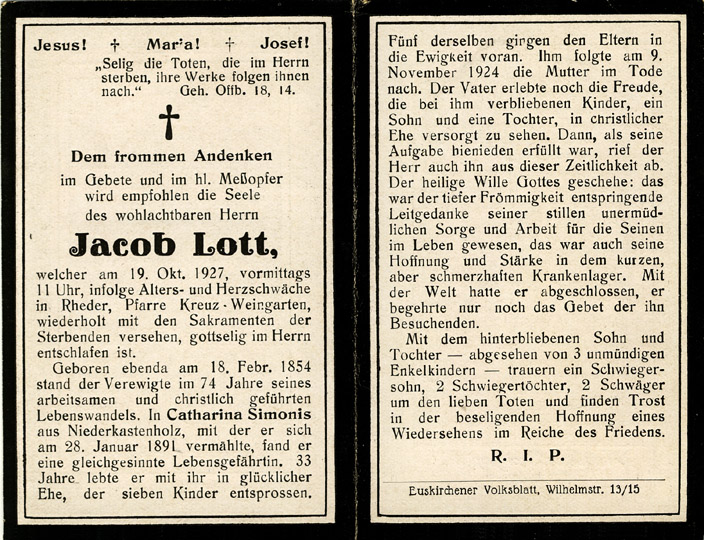 Jesus! † Maria! † Josef!
„Selig die Toten, die im Herrn
sterben, ihre Werke folgen ihnen
nach.“ Geh. Offb. 18, 14.
Dem frommen Andenken
im Gebete und im hl. Meßopfer
wird empfohlen die Seele
des wohlachtbaren Herrn
Jacob Lott,
welcher am 19. Okt. 1927, vormittags
11 Uhr, infolge Alters- und Herzschwäche
in Rheder, Pfarre Kreuz-Weingarten,
wiederholt mit den Sakramenten der
Sterbenden versehen, gottselig im Herrn
entschlafen ist.
Geboren ebenda am 18. Febr. 1854
stand der Verewigte im 74 Jahre seines
arbeitsamen und christlich geführten
Lebenswandels. In Catharina Simonis
aus Niederkastenholz, mit der er sich
am 28. Januar 1891 vermählte, fand er
eine gleichgesinnte Lebensgefährtin. 33
Jahre lebte er mit ihr in glücklicher
Ehe, der sieben Kinder entsprossen.
Fünf derselben gingen den Eltern in
die Ewigkeit voran. Ihm folgte am 9.
November 1924 die Mutter im Tode
nach. Der Vater erlebte noch die Freude,
die bei ihm verbliebenen Kinder, ein
Sohn und eine Tochter, in christlicher
Ehe versorgt zu sehen. Dann, als seine
Aufgabe hienieden erfüllt war, rief der
Herr auch ihn aus dieser Zeitlichkeit ab.
Der heilige Wille Gottes geschehe: das
war der tiefer Frömmigkeit entspringende
Leitgedanke seiner stillen unermüd-
lichen Sorge und Arbeit für die Seinen
im Leben gewesen, das war auch seine
Hoffnung und Stärke in dem kurzen,
aber schmerzhaften Krankenlager. Mit
der Welt hatte er abgeschlossen, er
begehrte nur noch das Gebet der ihn
Besuchenden.
Mit dem hinterbliebenen Sohn und
Tochter — abgesehen von 3 unmündigen
Enkelkindern — trauern ein Schwieger-
sohn, 2 Schwiegertöchter, 2 Schwäger
um den lieben Toten und finden Trost
in der beseligenden Hoffnung eines
Wiedersehens im Reiche des Friedens.
R. I. P.
Euskirchener Volksblatt, Wilhelmstr. 13/15